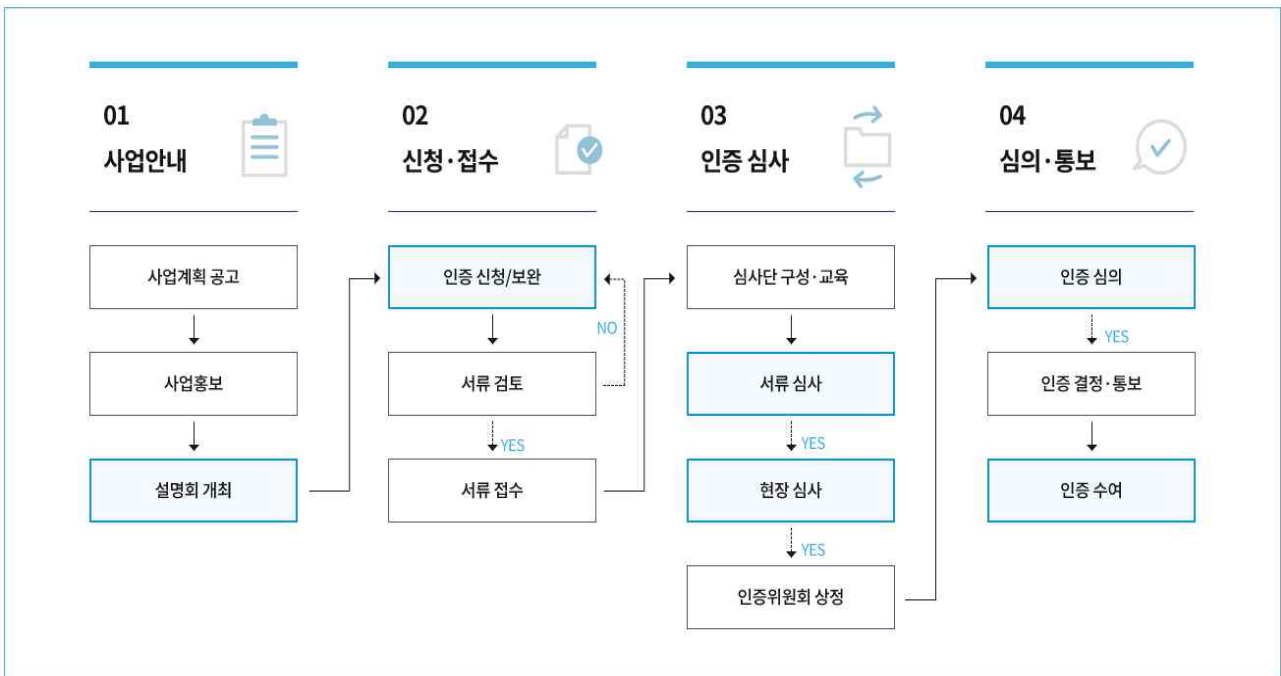 01
사업안내
사업계획 공고
사업홍보
설명회 개최
02
신청·접수
인증 신청/보완
NO
서류 검토
YES
서류 접수
03
인증 심사
심사단 구성·교육
서류 심사
YES
현장 심사
YES
인증위원회 상정
04
심의·통보
인증 심의
YES
인증 결정·통보
인증 수여